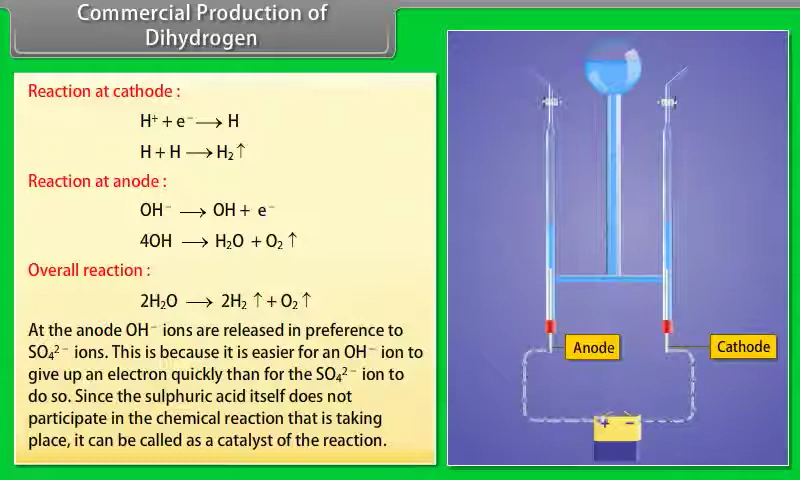 Commercial Production of
Dihydrogen
Reaction at cathode :
H⁺ + e⁻ ⟶ H
H + H ⟶ H₂ ↑
Reaction at anode :
OH⁻ ⟶ OH + e⁻
4OH ⟶ H₂O + O₂ ↑
Overall reaction :
2H₂O ⟶ 2H₂ ↑ + O₂ ↑
At the anode OH⁻ ions are released in preference to
SO₄²⁻ ions. This is because it is easier for an OH⁻ ion to
give up an electron quickly than for the SO₄²⁻ ion to
do so. Since the sulphuric acid itself does not
participate in the chemical reaction that is taking
place, it can be called as a catalyst of the reaction.
Anode
Cathode
+ −